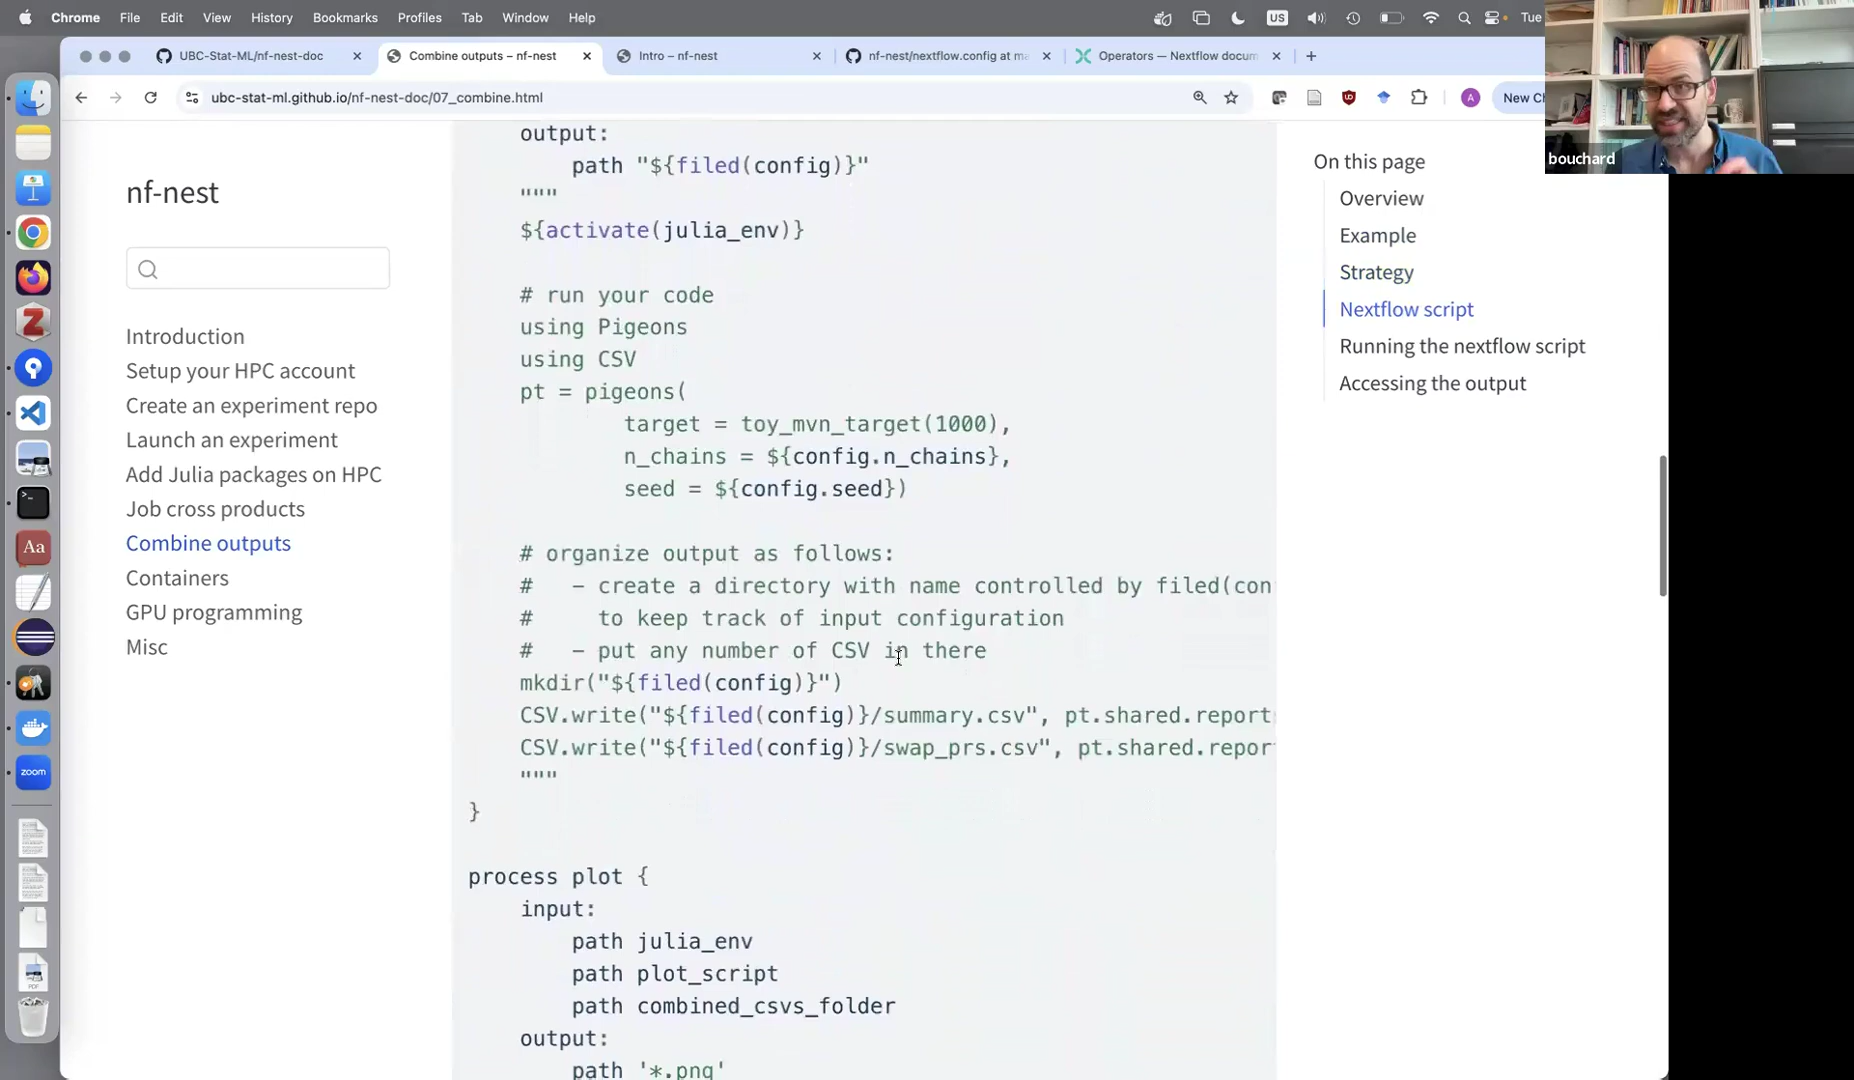 Chrome File Edit View History Bookmarks Profiles Tab Window Help
US
Tue
UBC-Stat-ML/nf-nest-doc
Combine outputs – nf-nest
Intro – nf-nest
nf-nest/nextflow.config at ma
Operators — Nextflow docum
ubc-stat-ml.github.io/nf-nest-doc/07_combine.html
A
New Ch
bouchard
nf-nest
Introduction
Setup your HPC account
Create an experiment repo
Launch an experiment
Add Julia packages on HPC
Job cross products
Combine outputs
Containers
GPU programming
Misc
output:
path "${filed(config)}"
"""
${activate(julia_env)}
# run your code
using Pigeons
using CSV
pt = pigeons(
target = toy_mvn_target(1000),
n_chains = ${config.n_chains},
seed = ${config.seed})
# organize output as follows:
#   - create a directory with name controlled by filed(con
#     to keep track of input configuration
#   - put any number of CSV in there
mkdir("${filed(config)}")
CSV.write("${filed(config)}/summary.csv", pt.shared.report
CSV.write("${filed(config)}/swap_prs.csv", pt.shared.repor
"""
}
process plot {
input:
path julia_env
path plot_script
path combined_csvs_folder
output:
path '*.png'
On this page
Overview
Example
Strategy
Nextflow script
Running the nextflow script
Accessing the output
Aa
zoom
PDF